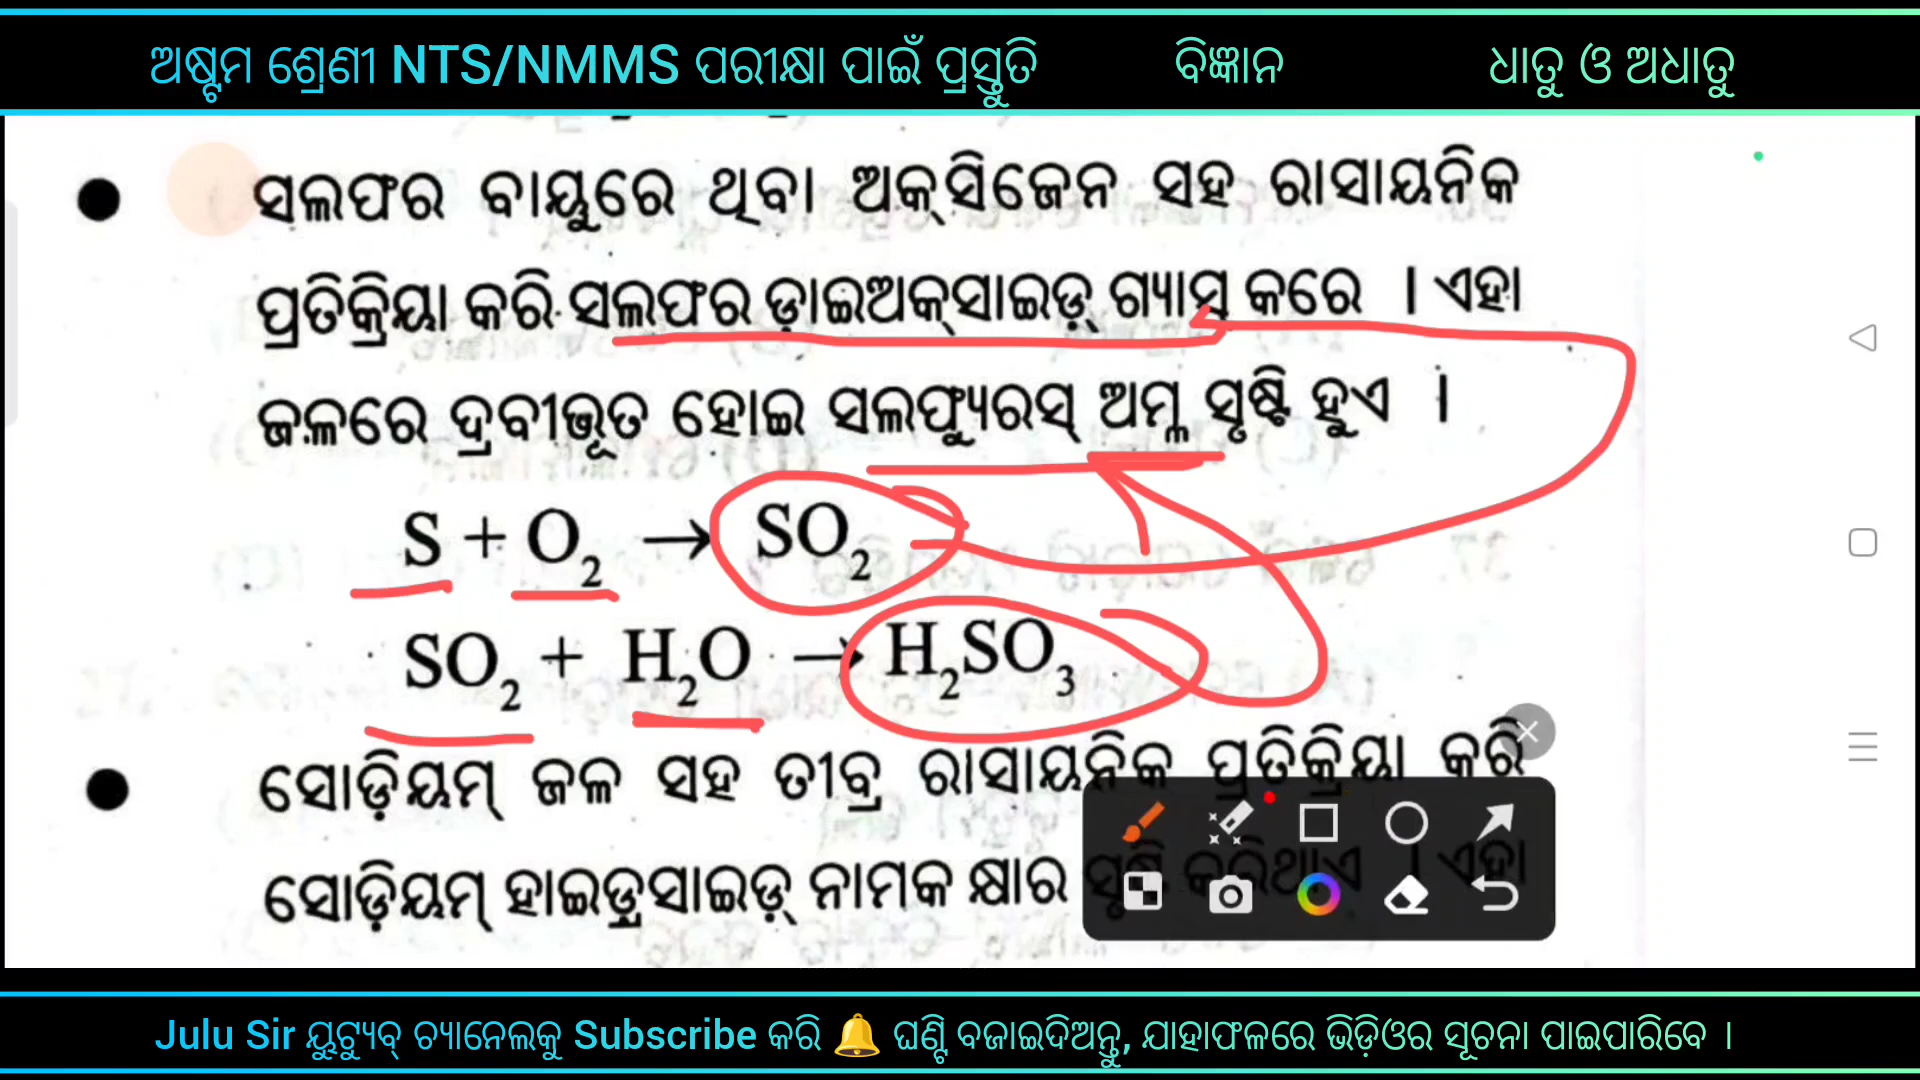 ଅଷ୍ଟମ ଶ୍ରେଣୀ NTS/NMMS ପରୀକ୍ଷା ପାଇଁ ପ୍ରସ୍ତୁତି ବିଜ୍ଞାନ ଧାତୁ ଓ ଅଧାତୁ
● ସଲଫର ବାୟୁରେ ଥିବା ଅକ୍‌ସିଜେନ ସହ ରାସାୟନିକ
ପ୍ରତିକ୍ରିୟା କରି ସଲଫର ଡ଼ାଇଅକ୍‌ସାଇଡ଼୍ ଗ୍ୟାସ୍ କରେ । ଏହା
ଜଳରେ ଦ୍ରବୀଭୂତ ହୋଇ ସଲଫ୍ୟୁରସ୍ ଅମ୍ଳ ସୃଷ୍ଟି ହୁଏ ।
S + O₂ → SO₂
SO₂ + H₂O → H₂SO₃
● ସୋଡ଼ିୟମ୍ ଜଳ ସହ ତୀବ୍ର ରାସାୟନିକ ପ୍ରତିକ୍ରିୟା କରି
ସୋଡ଼ିୟମ୍ ହାଇଡ୍ରକ୍ସାଇଡ଼୍ ନାମକ କ୍ଷାର ସୃଷ୍ଟି କରିଥାଏ । ଏହା
Julu Sir ୟୁଟ୍ୟୁବ୍ ଚ୍ୟାନେଲକୁ Subscribe କରି 🔔 ଘଣ୍ଟି ବଜାଇଦିଅନ୍ତୁ, ଯାହାଫଳରେ ଭିଡ଼ିଓର ସୂଚନା ପାଇପାରିବେ ।